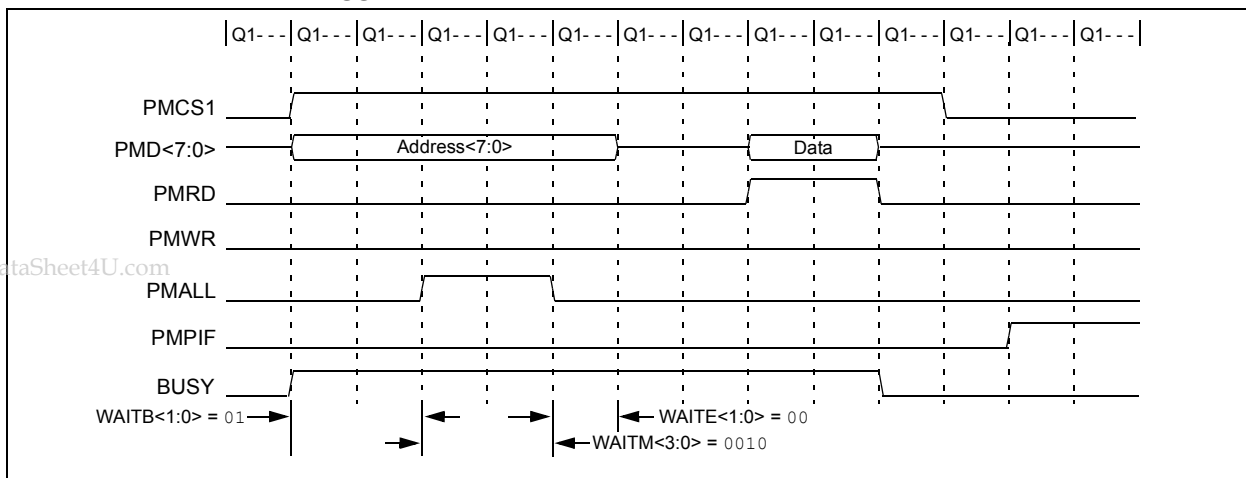 Q1--- Q1--- Q1--- Q1--- Q1--- Q1--- Q1--- Q1--- Q1--- Q1--- Q1--- Q1--- Q1--- Q1---
PMCS1
PMD<7:0> Address<7:0> Data
PMRD
PMWR
ataSheet4U.com
PMALL
PMPIF
BUSY
WAITB<1:0> = 01 WAITE<1:0> = 00
WAITM<3:0> = 0010